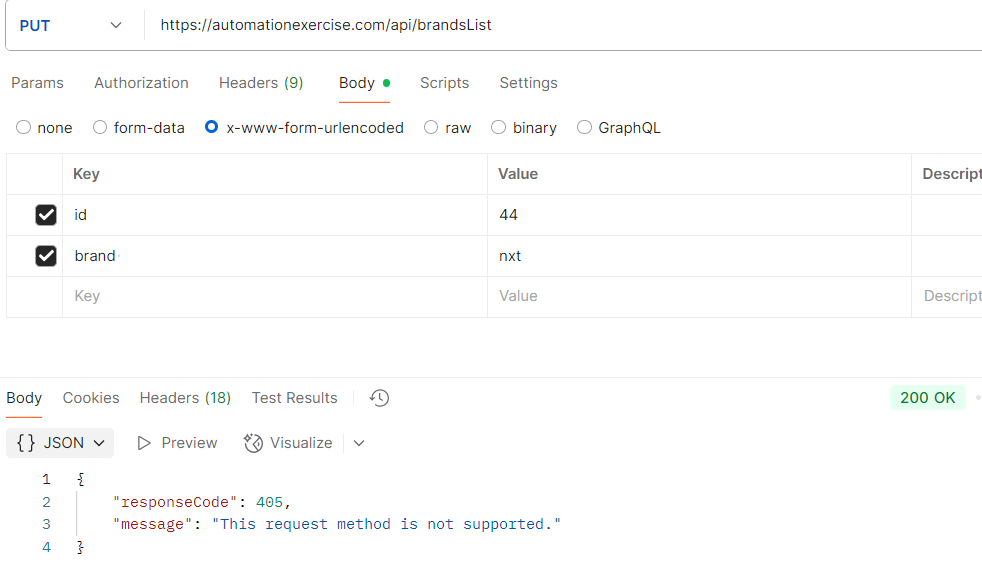 PUT https://automationexercise.com/api/brandsList
Params Authorization Headers (9) Body Scripts Settings
none form-data x-www-form-urlencoded raw binary GraphQL
Key Value Descript
id 44
brand nxt
Key Value Descript
Body Cookies Headers (18) Test Results 200 OK
{} JSON Preview Visualize
1 {
2 "responseCode": 405,
3 "message": "This request method is not supported."
4 }